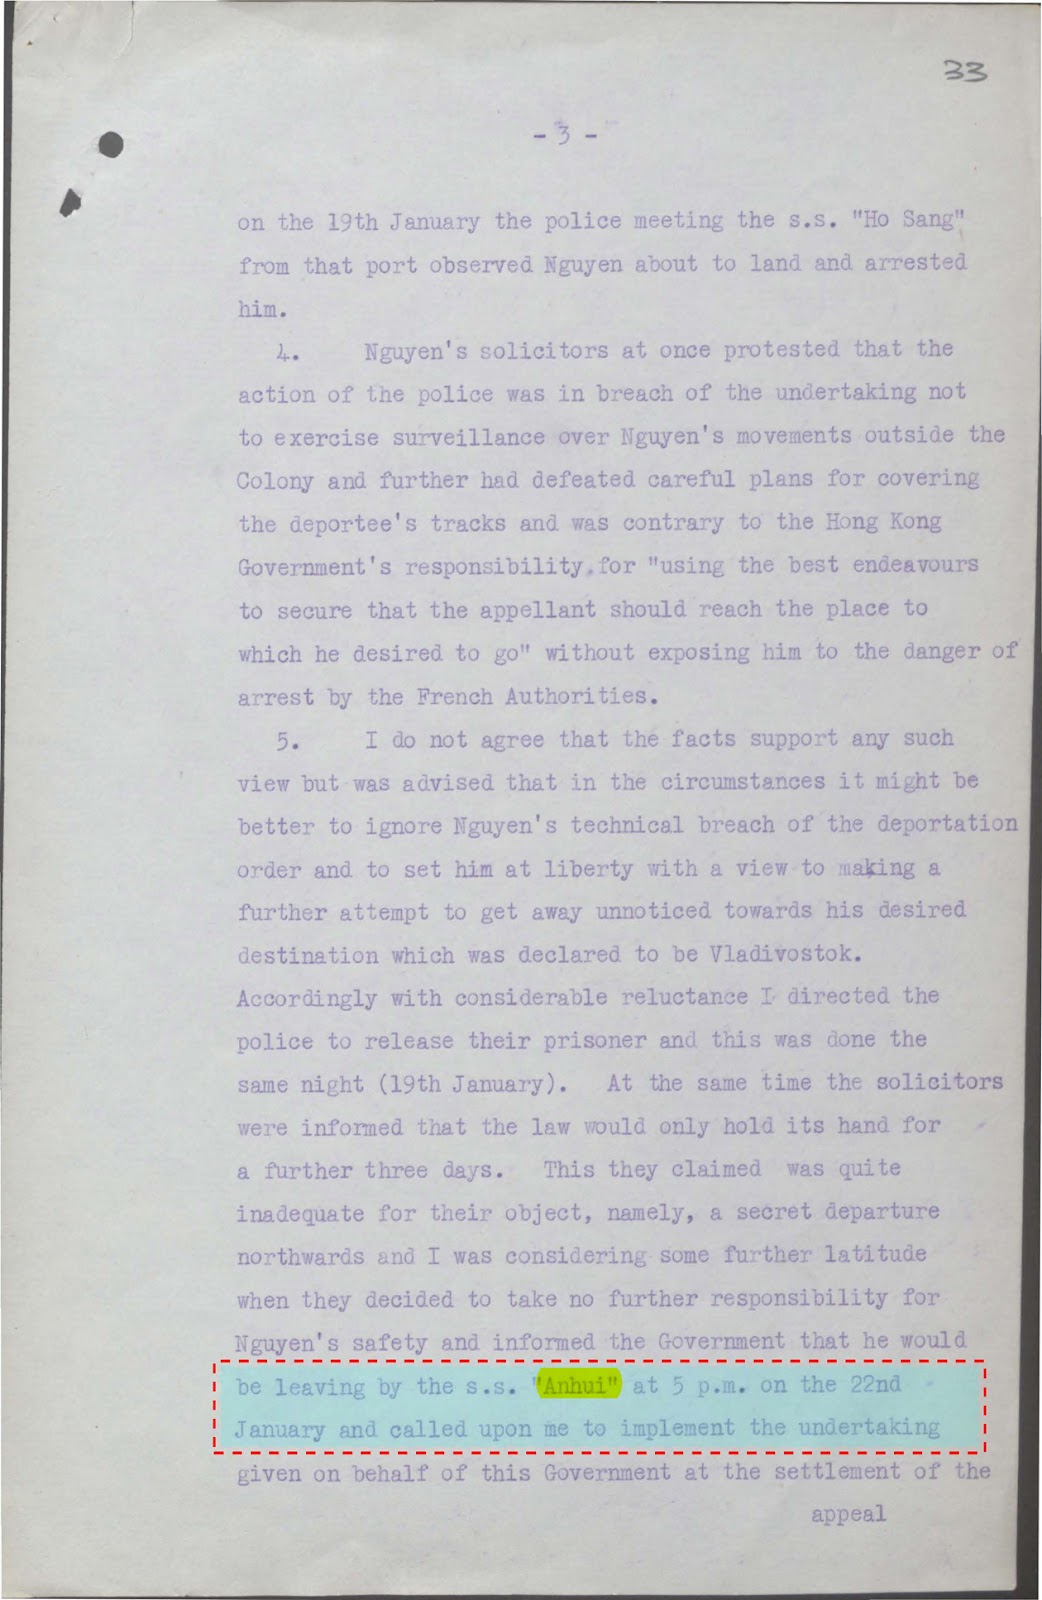 33
- 3 -
on the 19th January the police meeting the s.s. "Ho Sang"
from that port observed Nguyen about to land and arrested
him.
4. Nguyen's solicitors at once protested that the
action of the police was in breach of the undertaking not
to exercise surveillance over Nguyen's movements outside the
Colony and further had defeated careful plans for covering
the deportee's tracks and was contrary to the Hong Kong
Government's responsibility for "using the best endeavours
to secure that the appellant should reach the place to
which he desired to go" without exposing him to the danger of
arrest by the French Authorities.
5. I do not agree that the facts support any such
view but was advised that in the circumstances it might be
better to ignore Nguyen's technical breach of the deportation
order and to set him at liberty with a view to making a
further attempt to get away unnoticed towards his desired
destination which was declared to be Vladivostok.
Accordingly with considerable reluctance I directed the
police to release their prisoner and this was done the
same night (19th January). At the same time the solicitors
were informed that the law would only hold its hand for
a further three days. This they claimed was quite
inadequate for their object, namely, a secret departure
northwards and I was considering some further latitude
when they decided to take no further responsibility for
Nguyen's safety and informed the Government that he would
be leaving by the s.s. "Anhui" at 5 p.m. on the 22nd
January and called upon me to implement the undertaking
given on behalf of this Government at the settlement of the
appeal